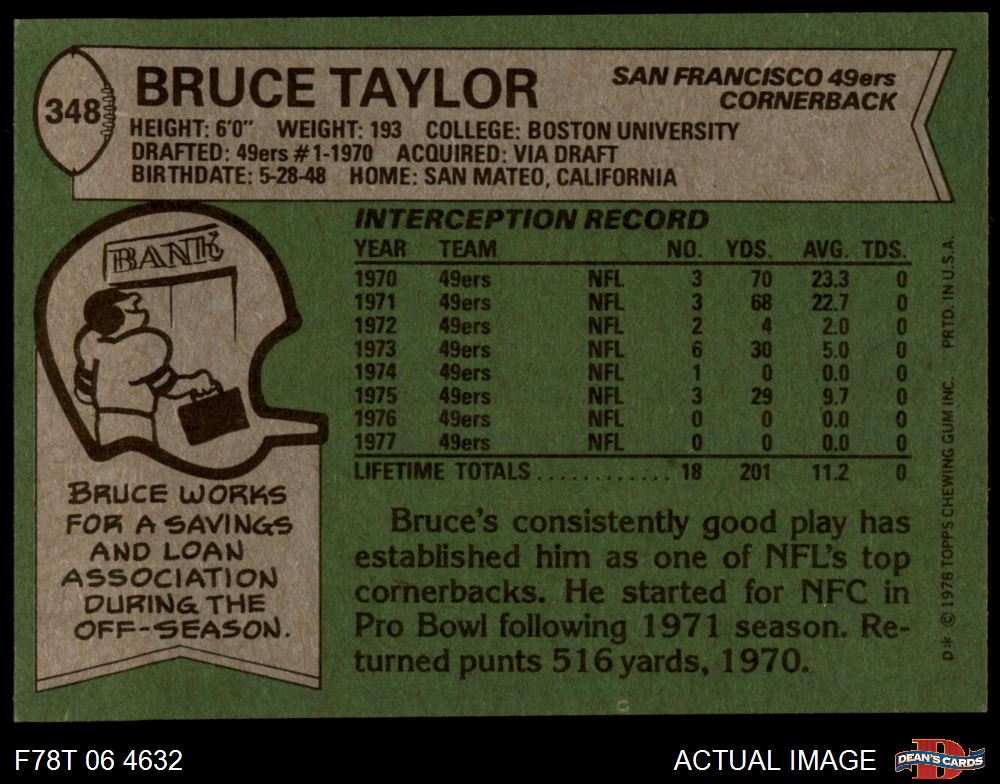 348
BRUCE TAYLOR
SAN FRANCISCO 49ers
CORNERBACK
HEIGHT: 6'0" WEIGHT: 193 COLLEGE: BOSTON UNIVERSITY
DRAFTED: 49ers #1-1970 ACQUIRED: VIA DRAFT
BIRTHDATE: 5-28-48 HOME: SAN MATEO, CALIFORNIA
BANK
BRUCE WORKS
FOR A SAVINGS
AND LOAN
ASSOCIATION
DURING THE
OFF-SEASON.
INTERCEPTION RECORD
YEAR TEAM NO. YDS. AVG. TDS.
1970 49ers NFL 3 70 23.3 0
1971 49ers NFL 3 68 22.7 0
1972 49ers NFL 2 4 2.0 0
1973 49ers NFL 6 30 5.0 0
1974 49ers NFL 1 0 0.0 0
1975 49ers NFL 3 29 9.7 0
1976 49ers NFL 0 0 0.0 0
1977 49ers NFL 0 0 0.0 0
LIFETIME TOTALS............ 18 201 11.2 0
Bruce's consistently good play has
established him as one of NFL's top
cornerbacks. He started for NFC in
Pro Bowl following 1971 season. Re-
turned punts 516 yards, 1970.
D* © 1978 TOPPS CHEWING GUM INC. PRTD. IN U.S.A.
F78T 06 4632
ACTUAL IMAGE
DEAN'S CARDS